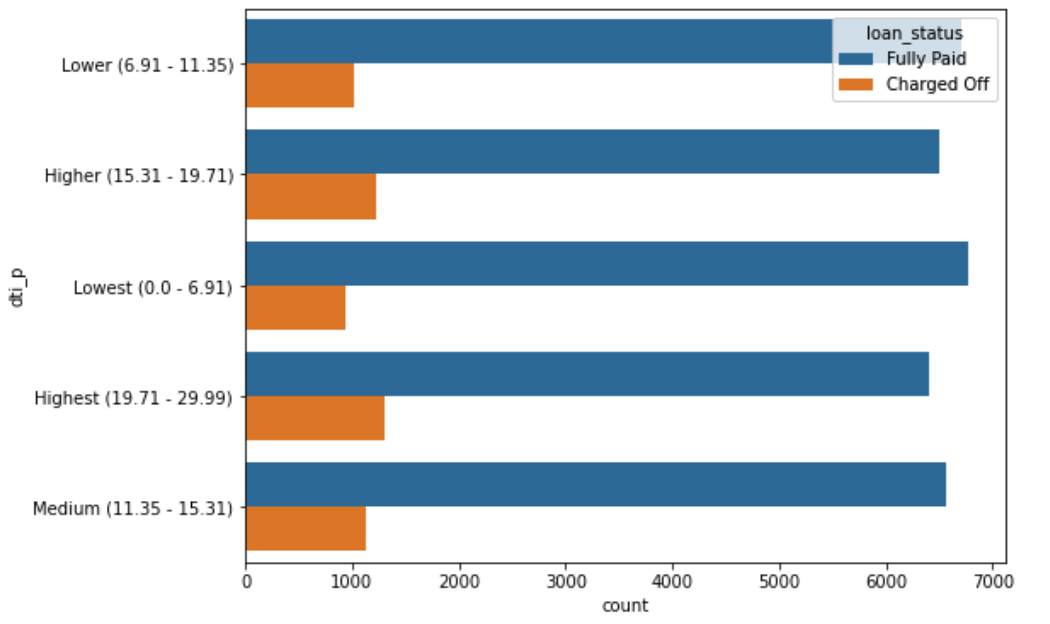 loan_status
Fully Paid
Charged Off
Lower (6.91 - 11.35)
Higher (15.31 - 19.71)
Lowest (0.0 - 6.91)
Highest (19.71 - 29.99)
Medium (11.35 - 15.31)
dti_p
0 1000 2000 3000 4000 5000 6000 7000
count